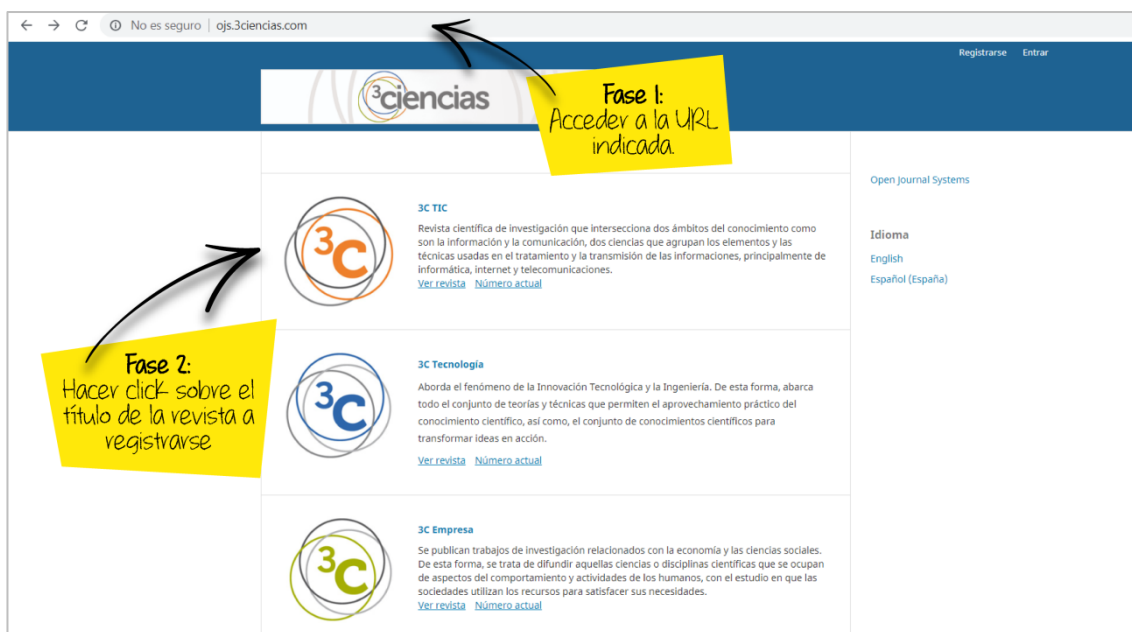 No es seguro | ojs.3ciencias.com
Registrarse Entrar
3ciencias
Fase 1:
Acceder a la URL
indicada.
Open Journal Systems
Idioma
English
Español (España)
3C
3C TIC
Revista científica de investigación que intersecciona dos ámbitos del conocimiento como
son la información y la comunicación, dos ciencias que agrupan los elementos y las
técnicas usadas en el tratamiento y la transmisión de las informaciones, principalmente de
informática, internet y telecomunicaciones.
Ver revista Número actual
Fase 2:
Hacer click sobre el
título de la revista a
registrarse
3C
3C Tecnología
Aborda el fenómeno de la Innovación Tecnológica y la Ingeniería. De esta forma, abarca
todo el conjunto de teorías y técnicas que permiten el aprovechamiento práctico del
conocimiento científico, así como, el conjunto de conocimientos científicos para
transformar ideas en acción.
Ver revista Número actual
3C
3C Empresa
Se publican trabajos de investigación relacionados con la economía y las ciencias sociales.
De esta forma, se trata de difundir aquellas ciencias o disciplinas científicas que se ocupan
de aspectos del comportamiento y actividades de los humanos, con el estudio en que las
sociedades utilizan los recursos para satisfacer sus necesidades.
Ver revista Número actual